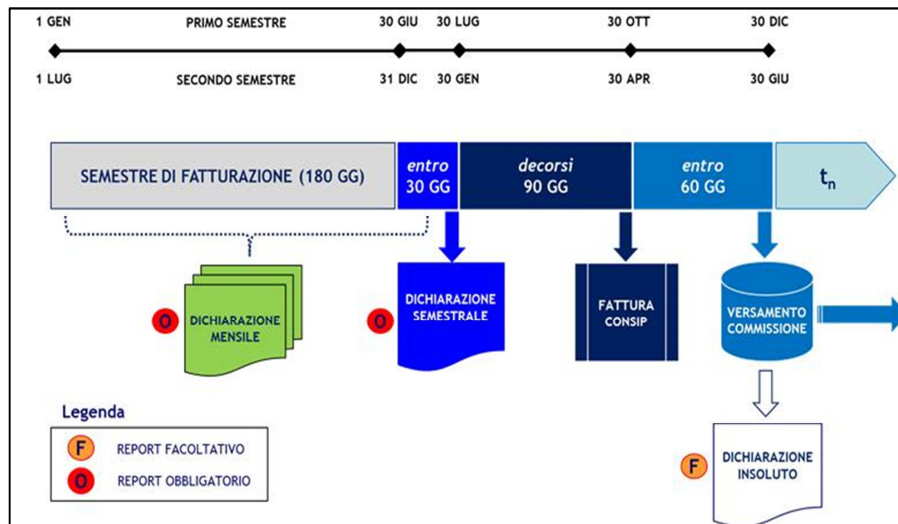 1 GEN PRIMO SEMESTRE 30 GIU 30 LUG 30 OTT 30 DIC
1 LUG SECONDO SEMESTRE 31 DIC 30 GEN 30 APR 30 GIU
SEMESTRE DI FATTURAZIONE (180 GG)
entro
30 GG
decorsi
90 GG
entro
60 GG
tn
O
DICHIARAZIONE
MENSILE
O
DICHIARAZIONE
SEMESTRALE
FATTURA
CONSIP
VERSAMENTO
COMMISSIONE
Legenda
F REPORT FACOLTATIVO
O REPORT OBBLIGATORIO
F
DICHIARAZIONE
INSOLUTO